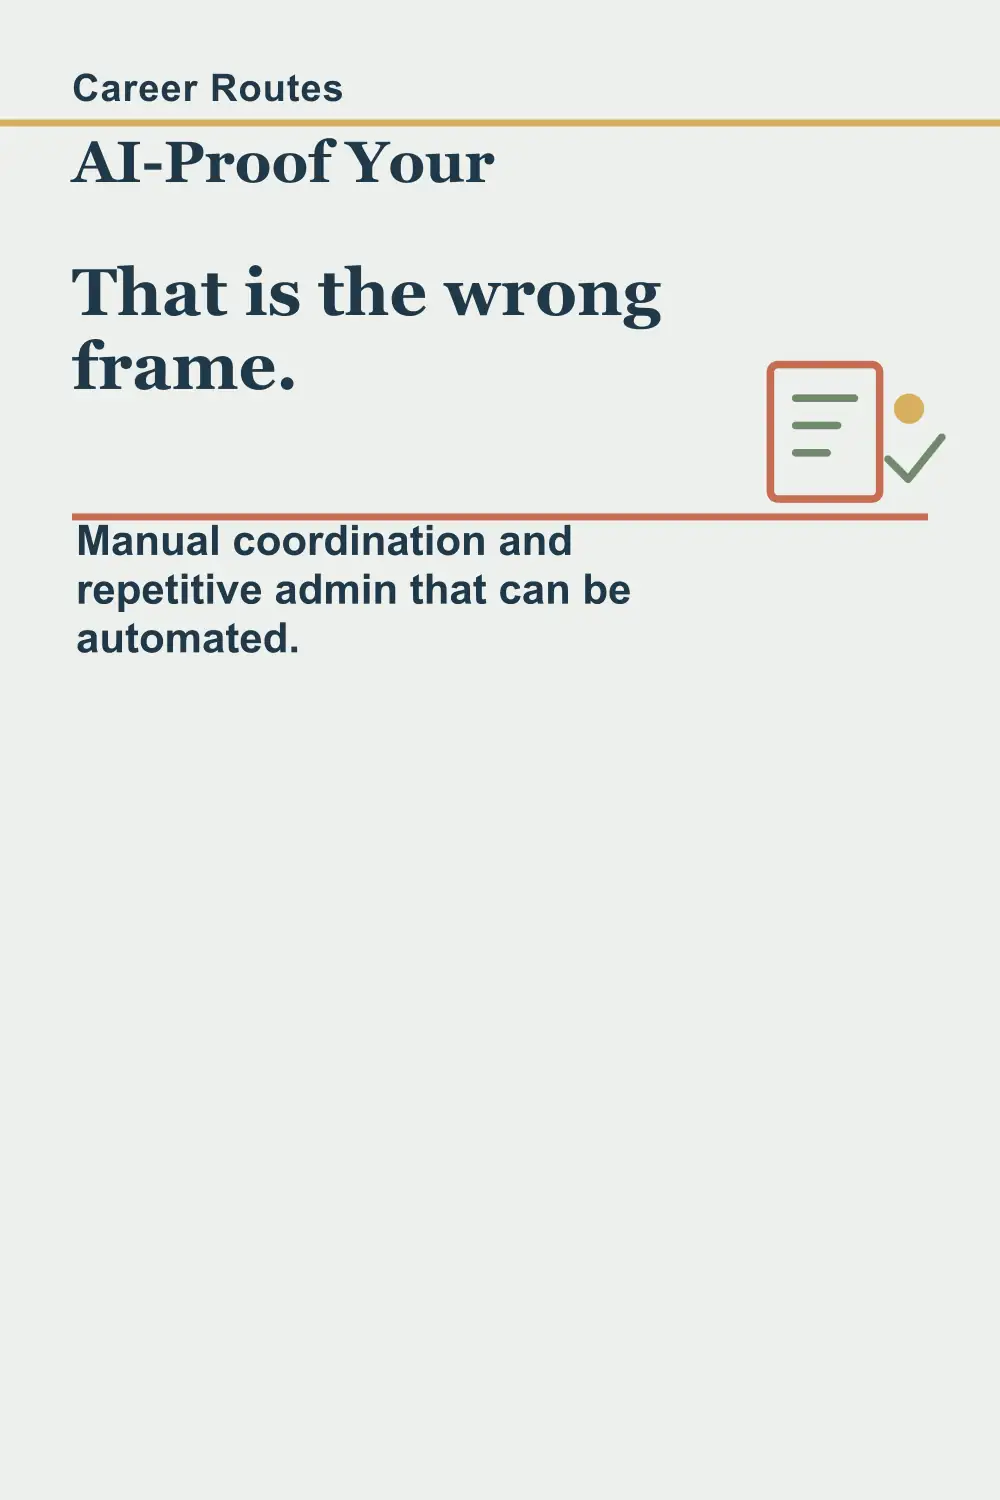 Career Routes
AI-Proof Your
That is the wrong
frame.
Manual coordination and
repetitive admin that can be
automated.